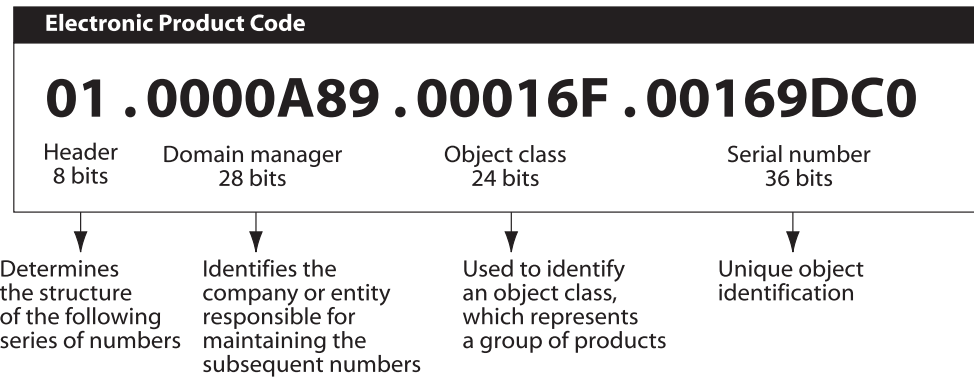 Electronic Product Code
01 . 0000A89 . 00016F . 00169DC0
Header
8 bits
Domain manager
28 bits
Object class
24 bits
Serial number
36 bits
Determines
the structure
of the following
series of numbers
Identifies the
company or entity
responsible for
maintaining the
subsequent numbers
Used to identify
an object class,
which represents
a group of products
Unique object
identification